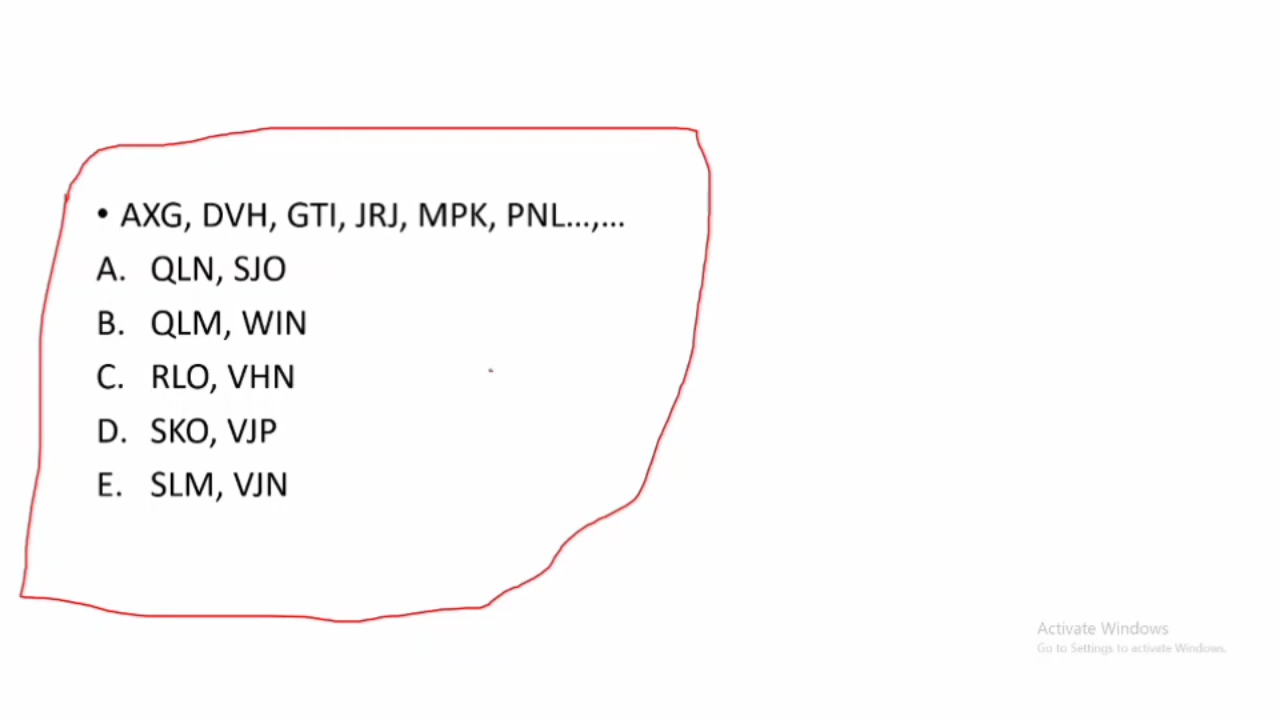 • AXG, DVH, GTI, JRJ, MPK, PNL...,...
A. QLN, SJO
B. QLM, WIN
C. RLO, VHN
D. SKO, VJP
E. SLM, VJN
Activate Windows
Go to Settings to activate Windows.